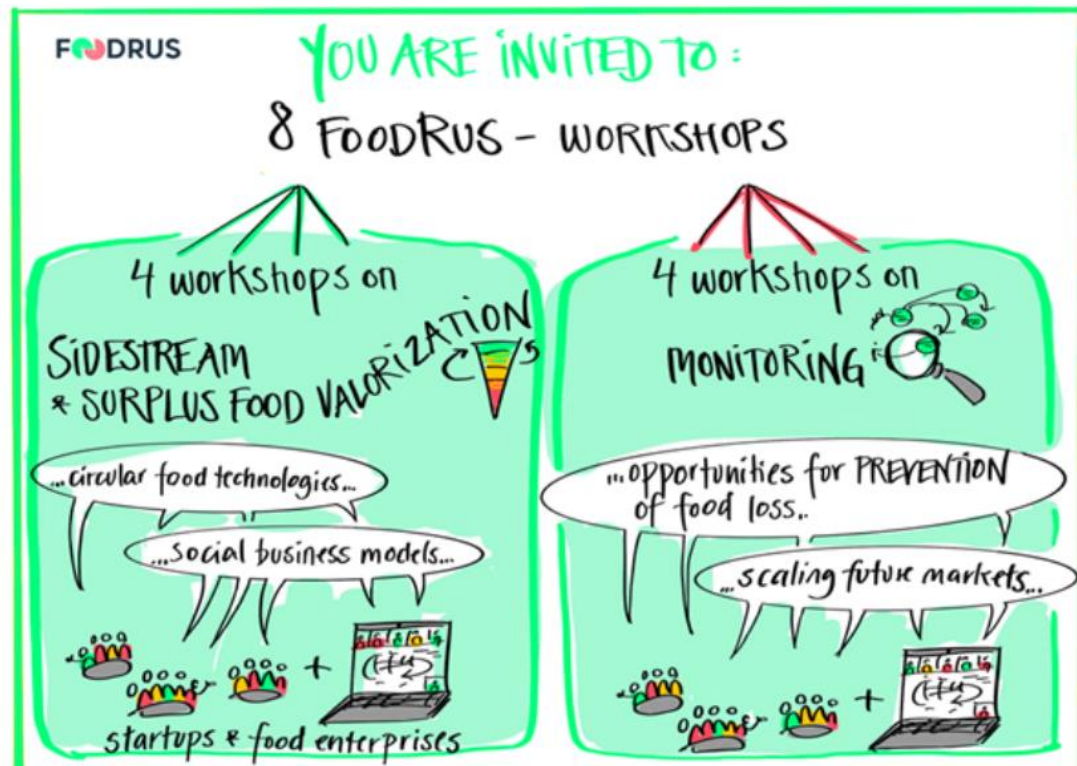 FOODRUS
YOU ARE INVITED TO:
8 FOODRUS - WORKSHOPS
4 workshops on
SIDESTREAM
& SURPLUS FOOD VALORIZATION
...circular food technologies...
...social business models...
+
startups & food enterprises
4 workshops on
MONITORING
...opportunities for PREVENTION
of food loss..
...scaling future markets...
+